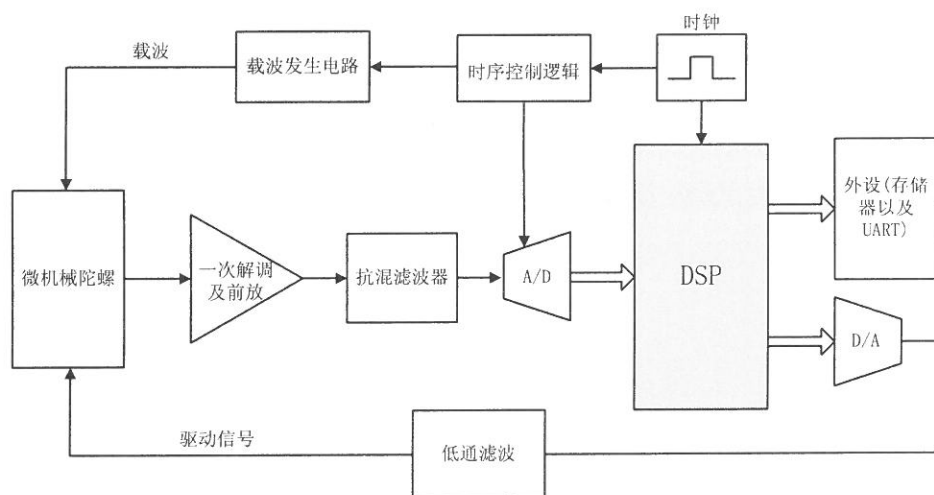 时钟
载波
载波发生电路
时序控制逻辑
外设(存储
器以及
UART)
微机械陀螺
一次解调
及前放
抗混滤波器
A/D
DSP
D/A
驱动信号
低通滤波